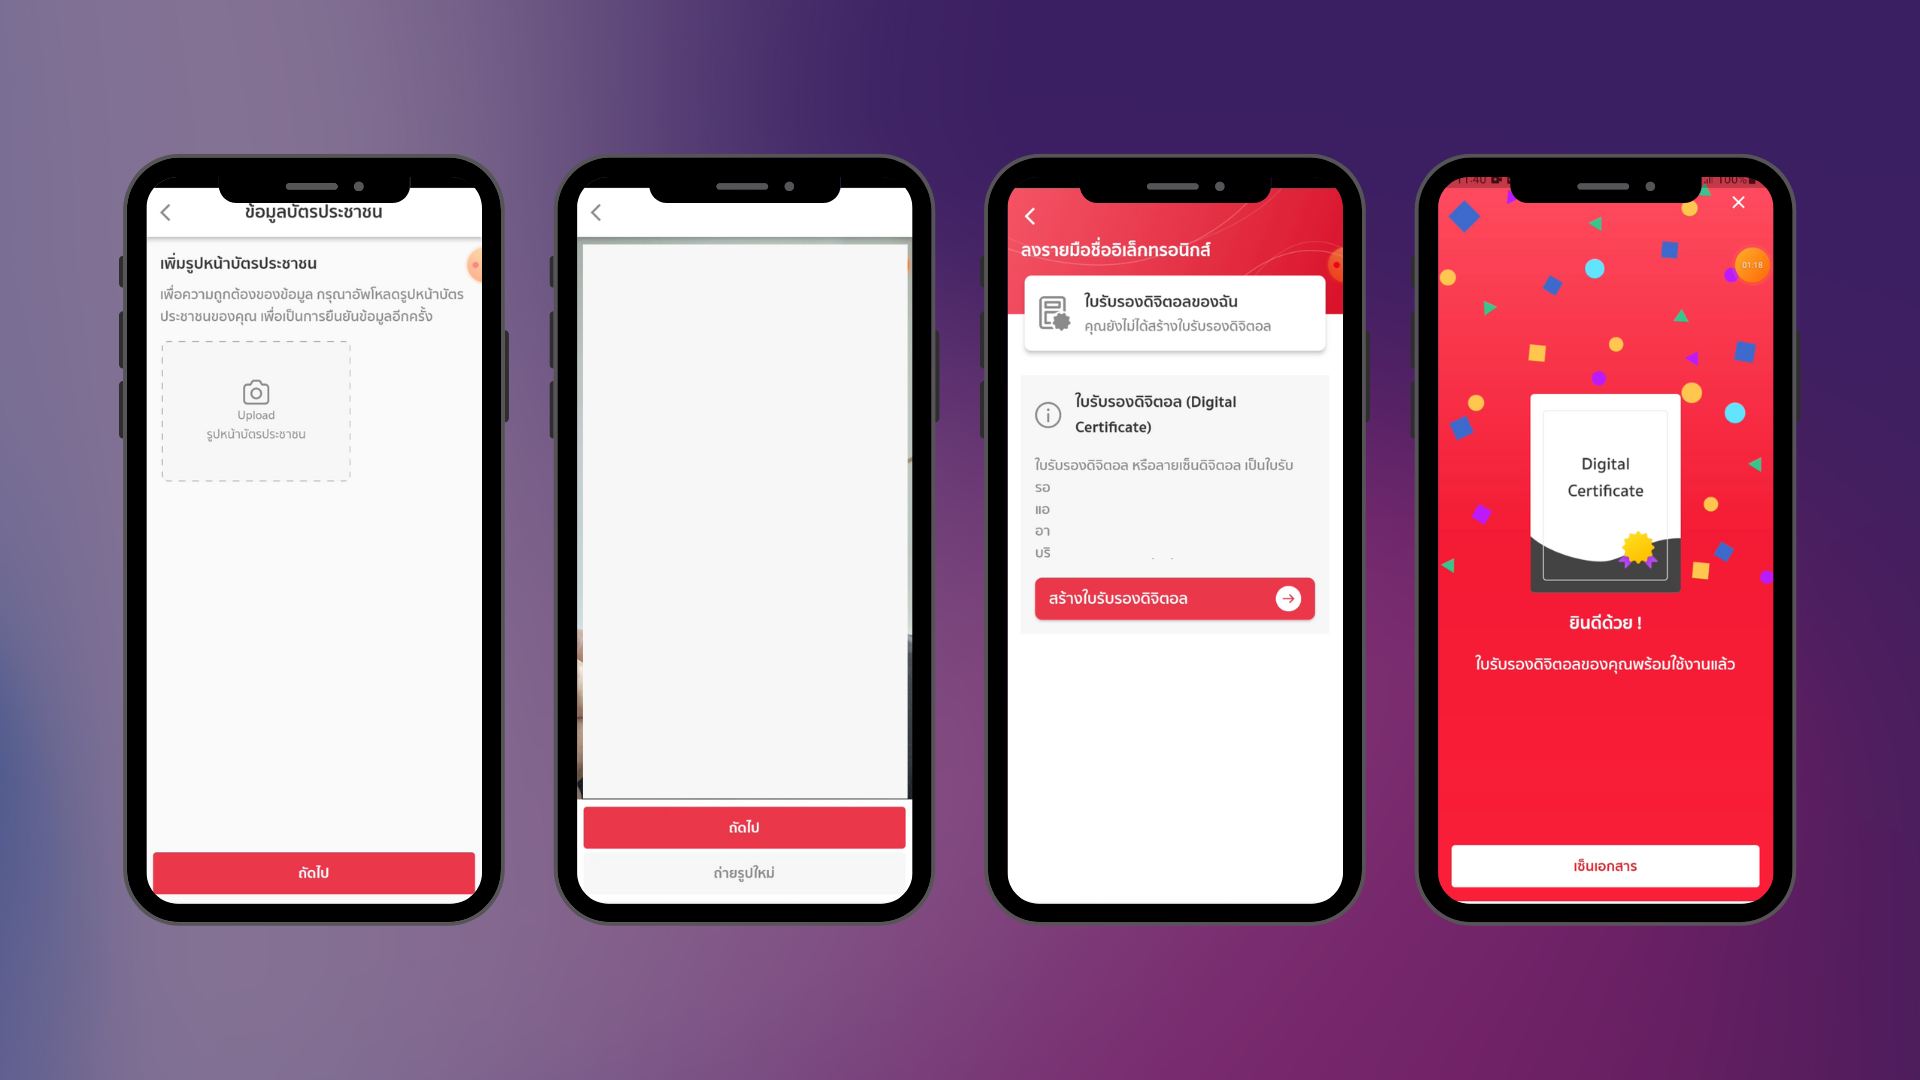 ข้อมูลบัตรประชาชน
เพิ่มรูปหน้าบัตรประชาชน
เพื่อความถูกต้องของข้อมูล กรุณาอัพโหลดรูปหน้าบัตร
ประชาชนของคุณ เพื่อเป็นการยืนยันข้อมูลอีกครั้ง
Upload
รูปหน้าบัตรประชาชน
ถัดไป
ถัดไป
ถ่ายรูปใหม่
ลงรายมือชื่ออิเล็กทรอนิกส์
ใบรับรองดิจิตอลของฉัน
คุณยังไม่ได้สร้างใบรับรองดิจิตอล
ใบรับรองดิจิตอล (Digital
Certificate)
ใบรับรองดิจิตอล หรือลายเซ็นดิจิตอล เป็นใบรับ
รอ
แอ
อา
บริ
สร้างใบรับรองดิจิตอล
11:40
100%
01:18
Digital
Certificate
ยินดีด้วย !
ใบรับรองดิจิตอลของคุณพร้อมใช้งานแล้ว
เซ็นเอกสาร